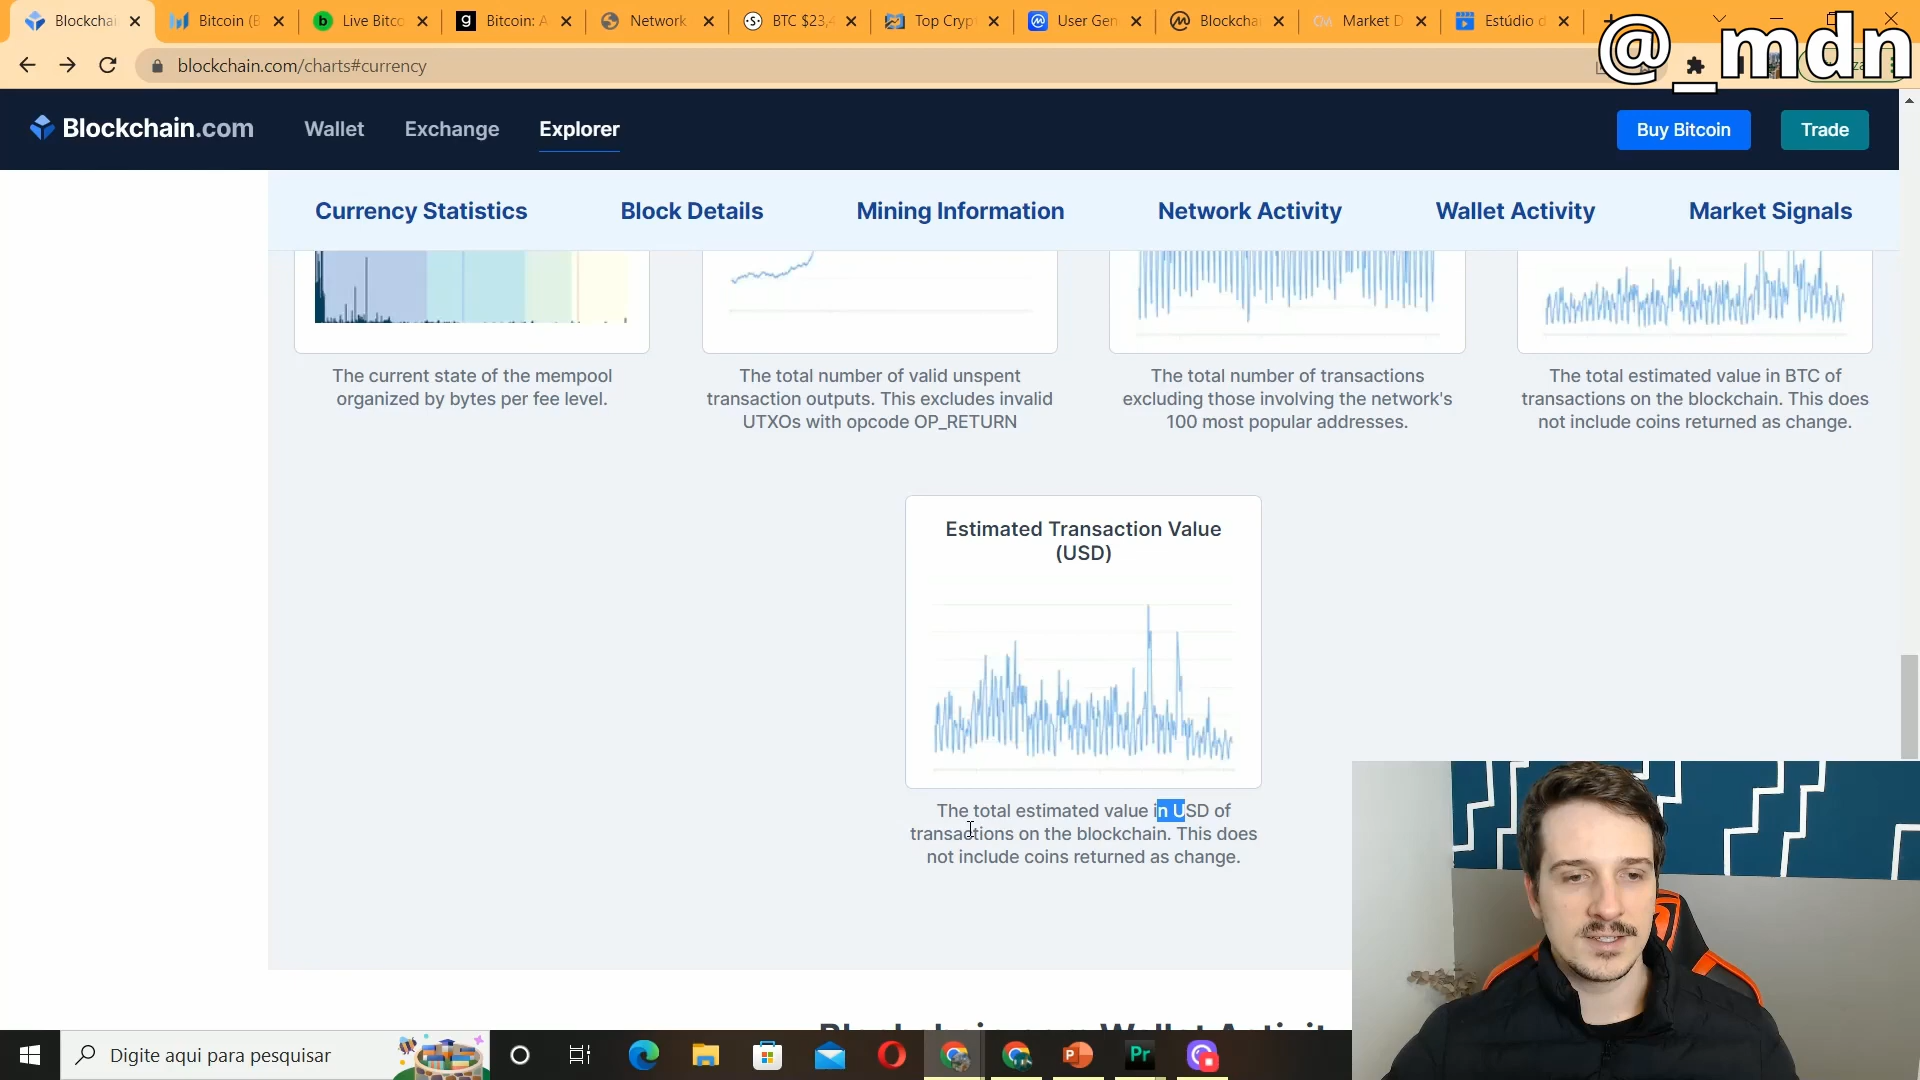 Blockchai
Bitcoin (B
Live Bitco
Bitcoin: A
Network
BTC $23,4
Top Cryp
User Gen
Blockchai
Market D
Estúdio d
@_mdn
blockchain.com/charts#currency
Blockchain.com
Wallet
Exchange
Explorer
Buy Bitcoin
Trade
Currency Statistics
Block Details
Mining Information
Network Activity
Wallet Activity
Market Signals
The current state of the mempool
organized by bytes per fee level.
The total number of valid unspent
transaction outputs. This excludes invalid
UTXOs with opcode OP_RETURN
The total number of transactions
excluding those involving the network's
100 most popular addresses.
The total estimated value in BTC of
transactions on the blockchain. This does
not include coins returned as change.
Estimated Transaction Value
(USD)
The total estimated value in USD of
transactions on the blockchain. This does
not include coins returned as change.
Digite aqui para pesquisar
Pr